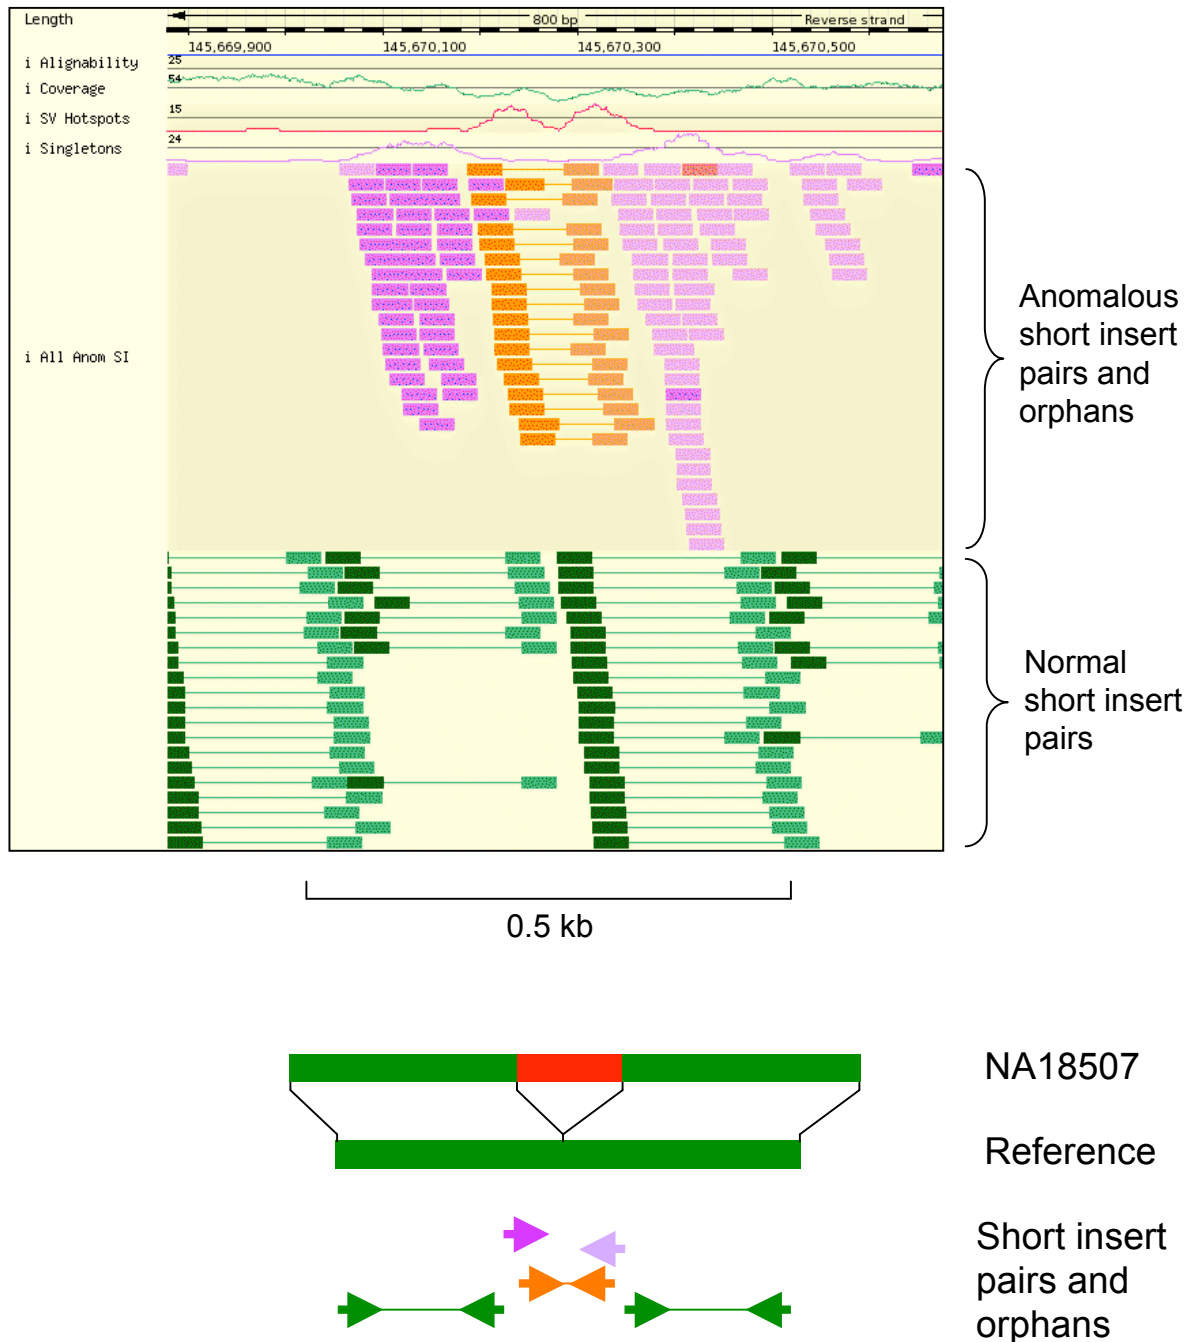 Length
800 bp
Reverse strand
145,669,900
145,670,100
145,670,300
145,670,500
i Alignability
25
i Coverage
54
i SV Hotspots
15
i Singletons
24
i All Anom SI
Anomalous
short insert
pairs and
orphans
Normal
short insert
pairs
0.5 kb
NA18507
Reference
Short insert
pairs and
orphans